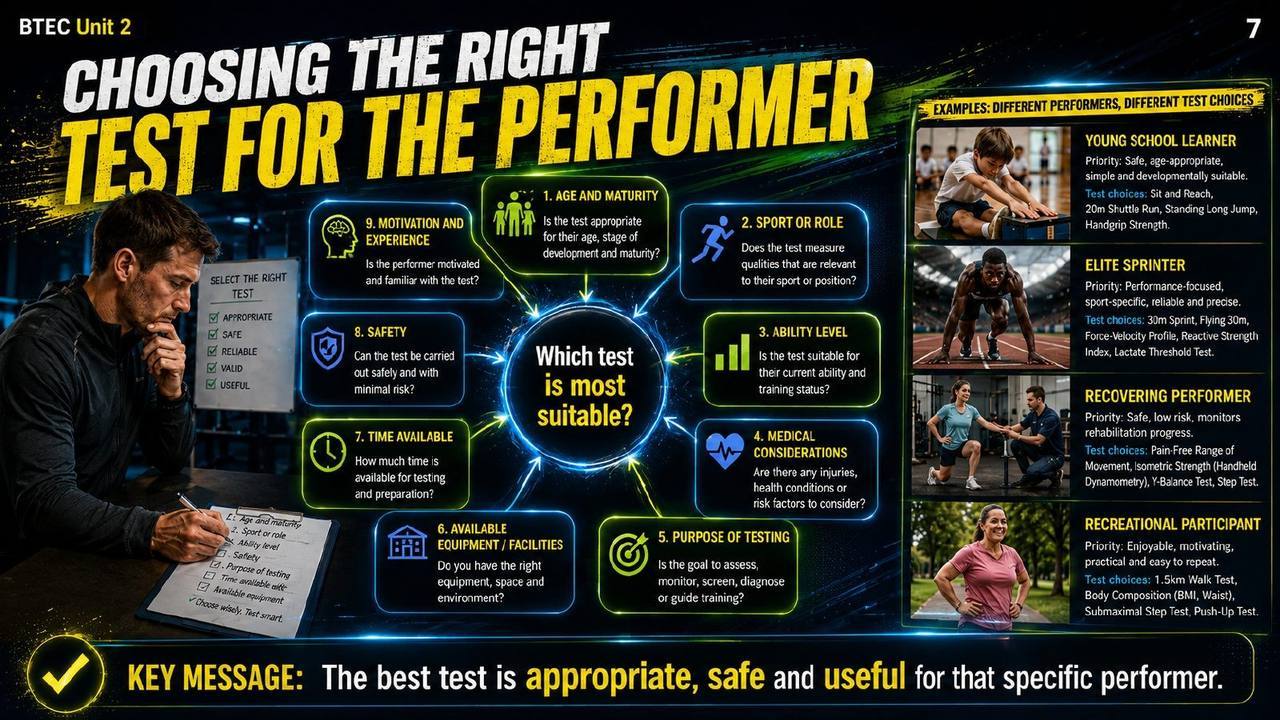 BTEC Unit 2
7
CHOOSING THE RIGHT
TEST FOR THE PERFORMER
SELECT THE RIGHT
TEST
APPROPRIATE
SAFE
RELIABLE
VALID
USEFUL
1. Age and maturity
2. Sport or role
Ability level
Safety
Purpose of testing
Time available
Available equipment
Choose wisely. Test smart.
1. AGE AND MATURITY
Is the test appropriate
for their age, stage of
development and maturity?
2. SPORT OR ROLE
Does the test measure
qualities that are relevant
to their sport or position?
3. ABILITY LEVEL
Is the test suitable for
their current ability and
training status?
4. MEDICAL
CONSIDERATIONS
Are there any injuries,
health conditions or
risk factors to consider?
5. PURPOSE OF TESTING
Is the goal to assess,
monitor, screen, diagnose
or guide training?
6. AVAILABLE
EQUIPMENT / FACILITIES
Do you have the right
equipment, space and
environment?
7. TIME AVAILABLE
How much time is
available for testing
and preparation?
8. SAFETY
Can the test be carried
out safely and with
minimal risk?
9. MOTIVATION AND
EXPERIENCE
Is the performer motivated
and familiar with the test?
Which test
is most
suitable?
EXAMPLES: DIFFERENT PERFORMERS, DIFFERENT TEST CHOICES
YOUNG SCHOOL LEARNER
Priority: Safe, age-appropriate,
simple and developmentally suitable.
Test choices: Sit and Reach,
20m Shuttle Run, Standing Long Jump,
Handgrip Strength.
ELITE SPRINTER
Priority: Performance-focused,
sport-specific, reliable and precise.
Test choices: 30m Sprint, Flying 30m,
Force-Velocity Profile, Reactive Strength
Index, Lactate Threshold Test.
RECOVERING PERFORMER
Priority: Safe, low risk, monitors
rehabilitation progress.
Test choices: Pain-Free Range of
Movement, Isometric Strength (Handheld
Dynamometry), Y-Balance Test, Step Test.
RECREATIONAL PARTICIPANT
Priority: Enjoyable, motivating,
practical and easy to repeat.
Test choices: 1.5km Walk Test,
Body Composition (BMI, Waist),
Submaximal Step Test, Push-Up Test.
KEY MESSAGE: The best test is appropriate, safe and useful for that specific performer.